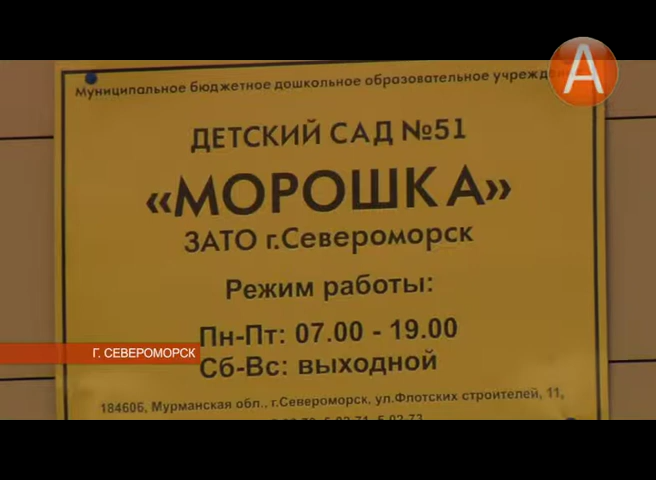 А
Муниципальное бюджетное дошкольное образовательное
ДЕТСКИЙ САД №51
«МОРОШКА»
ЗАТО г.Североморск
Режим работы:
Пн-Пт: 07.00 - 19.00
Сб-Вс: выходной
Г. СЕВЕРОМОРСК
184606, Мурманская обл., г.Североморск, ул.Флотских строителей, 11,